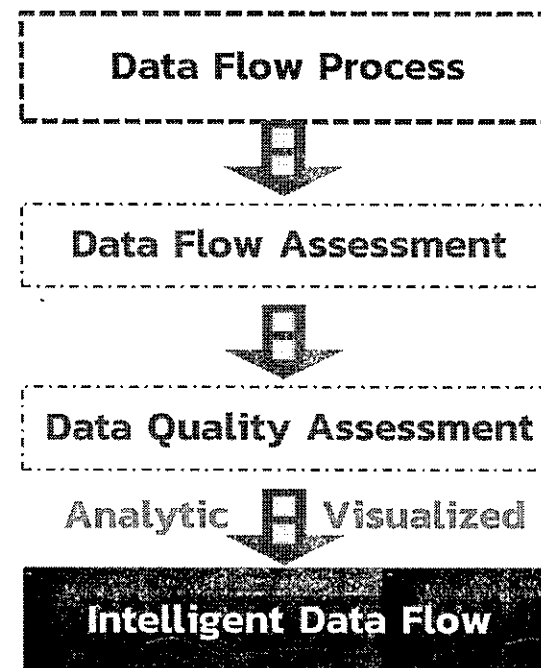 Data Flow Process
Data Flow Assessment
Data Quality Assessment
Analytic Visualized
Intelligent Data Flow